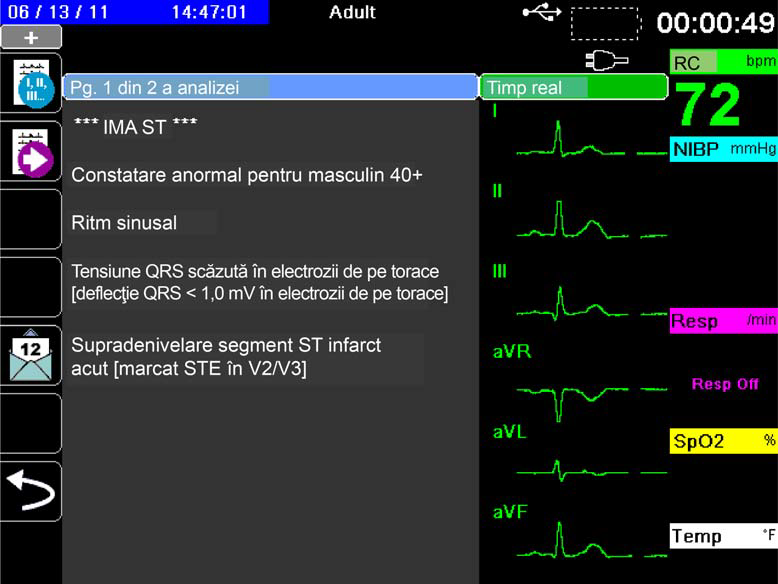 06 / 13 / 11 14:47:01 Adult 00:00:49
+
I, II, III...
12
Pg. 1 din 2 a analizei
*** IMA ST ***
Constatare anormal pentru masculin 40+
Ritm sinusal
Tensiune QRS scăzută în electrozii de pe torace
[deflecţie QRS < 1,0 mV în electrozii de pe torace]
Supradenivelare segment ST infarct
acut [marcat STE în V2/V3]
Timp real
I
II
III
aVR
aVL
aVF
RC bpm
72
NIBP mmHg
Resp /min
Resp Off
SpO2 %
Temp °F